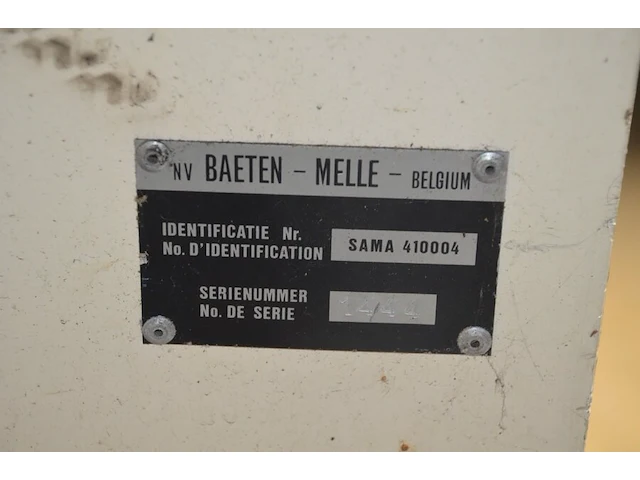 NV BAETEN - MELLE - BELGIUM
IDENTIFICATIE Nr.
No. D'IDENTIFICATION
SAMA 410004
SERIENUMMER
No. DE SERIE